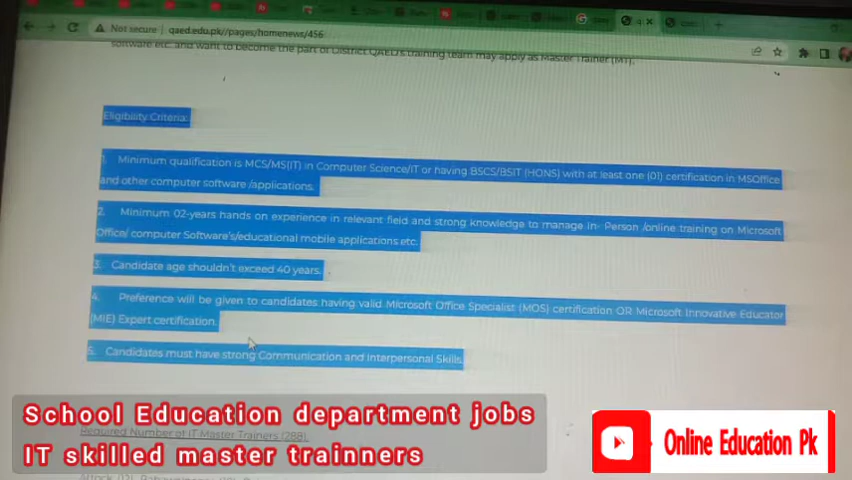 Not secure | qaed.edu.pk/pages/homenews/456
software etc. and want to become the part of District QAED's training team may apply as Master Trainer (MT).
Eligibility Criteria:
1. Minimum qualification is MCS/MS(IT) in Computer Science/IT or having BSCS/BSIT (HONS) with at least one (01) certification in MSOffice
and other computer software /applications.
2. Minimum 02-years hands on experience in relevant field and strong knowledge to manage in- Person /online training on Microsoft
Office/ computer Software's/educational mobile applications etc.
3. Candidate age shouldn't exceed 40 years.
4. Preference will be given to candidates having valid Microsoft Office Specialist (MOS) certification OR Microsoft Innovative Educator
(MIE) Expert certification.
5. Candidates must have strong Communication and Interpersonal Skills.
School Education department jobs
Required Number of IT-Master Trainers (288).
IT skilled master trainners
Online Education Pk